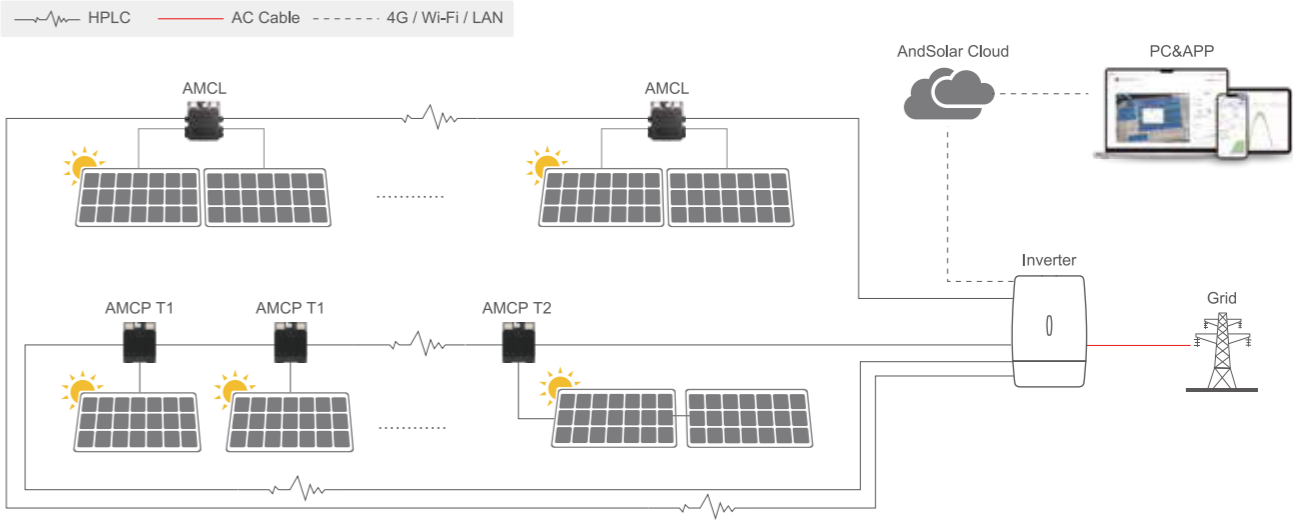 HPLC AC Cable 4G / Wi-Fi / LAN
AndSolar Cloud
PC&APP
AMCL
AMCL
Inverter
Grid
AMCP T1
AMCP T1
AMCP T2